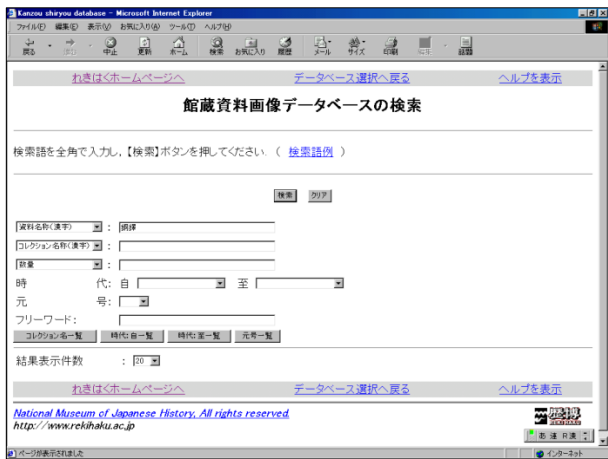 Kanzou shiryou database - Microsoft Internet Explorer
ファイル(F) 編集(E) 表示(V) お気に入り(A) ツール(T) ヘルプ(H)
戻る 進む 中止 更新 ホーム 検索 お気に入り 履歴 メール サイズ 印刷 編集 話題
れきはくホームページへ データベース選択へ戻る ヘルプを表示
館蔵資料画像データベースの検索
検索語を全角で入力し,【検索】ボタンを押してください. ( 検索語例 )
検索 クリア
資料名称(漢字) : 銅鐸
コレクション名称(漢字) :
数量 :
時 代: 自 至
元 号:
フリーワード:
コレクション名一覧 時代:自一覧 時代:至一覧 元号一覧
結果表示件数 : 20
れきはくホームページへ データベース選択へ戻る ヘルプを表示
National Museum of Japanese History, All rights reserved.
http://www.rekihaku.ac.jp
歴博
REKIHAKU
あ 連 R漢
ページが表示されました インターネット